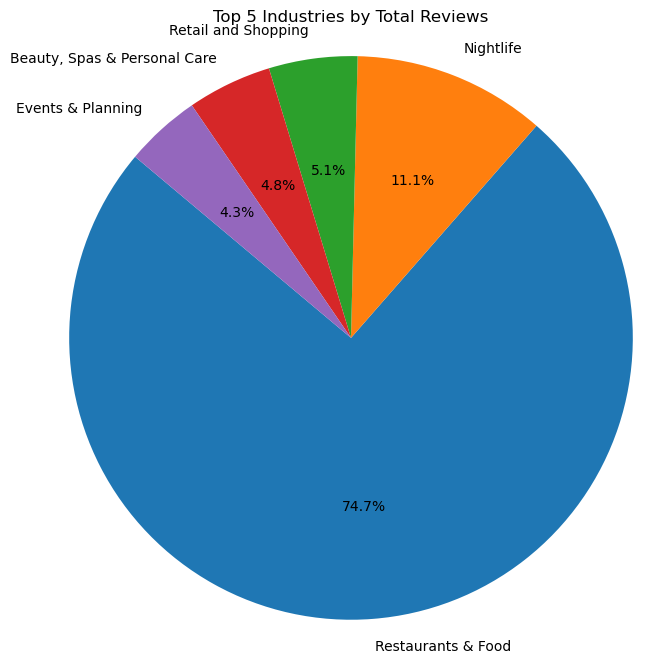 Top 5 Industries by Total Reviews
Retail and Shopping
Nightlife
Beauty, Spas & Personal Care
Events & Planning
5.1%
11.1%
4.8%
4.3%
74.7%
Restaurants & Food